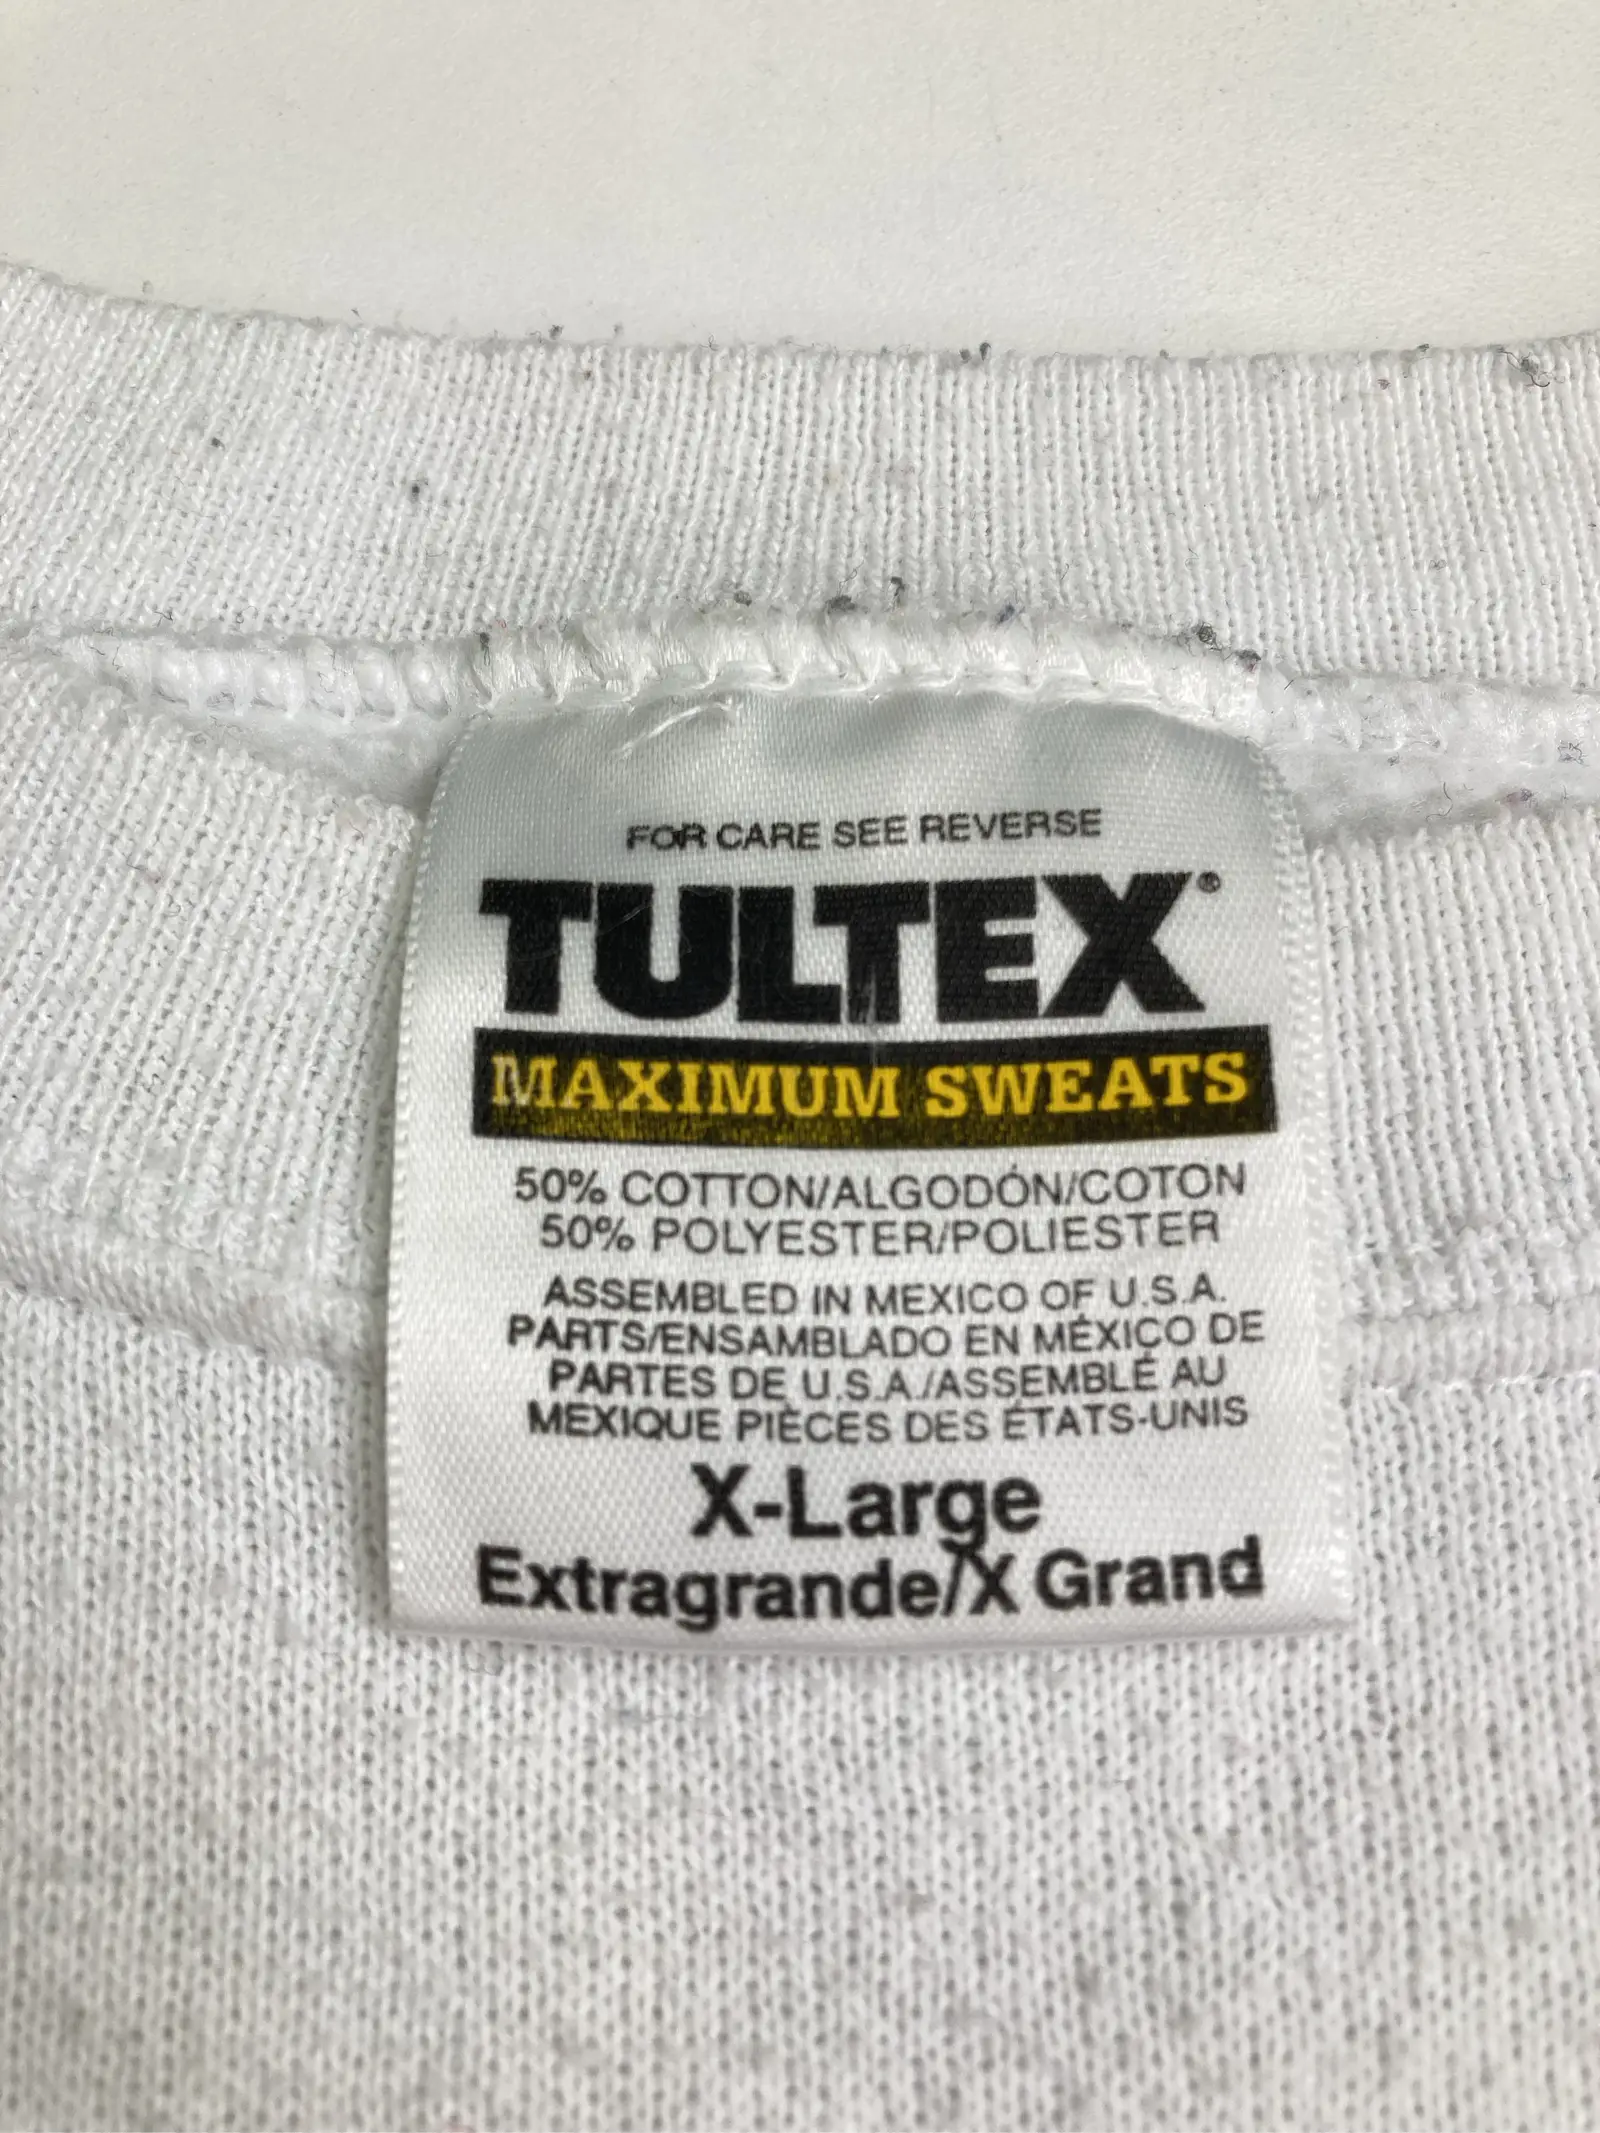 FOR CARE SEE REVERSE
TULTEX®
MAXIMUM SWEATS
50% COTTON/ALGODÓN/COTON
50% POLYESTER/POLIESTER
ASSEMBLED IN MEXICO OF U.S.A.
PARTS/ENSAMBLADO EN MÉXICO DE
PARTES DE U.S.A./ASSEMBLÉ AU
MEXIQUE PIÈCES DES ÉTATS-UNIS
X-Large
Extragrande/X Grand